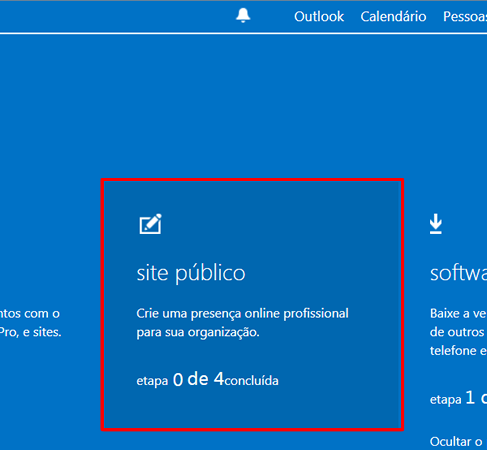 Outlook Calendário Pessoas
site público
Crie uma presença online profissional
para sua organização.
etapa 0 de 4concluída
ntos com o
Pro, e sites.
softwa
Baixe a ve
de outros
telefone e
etapa 1 d
Ocultar o